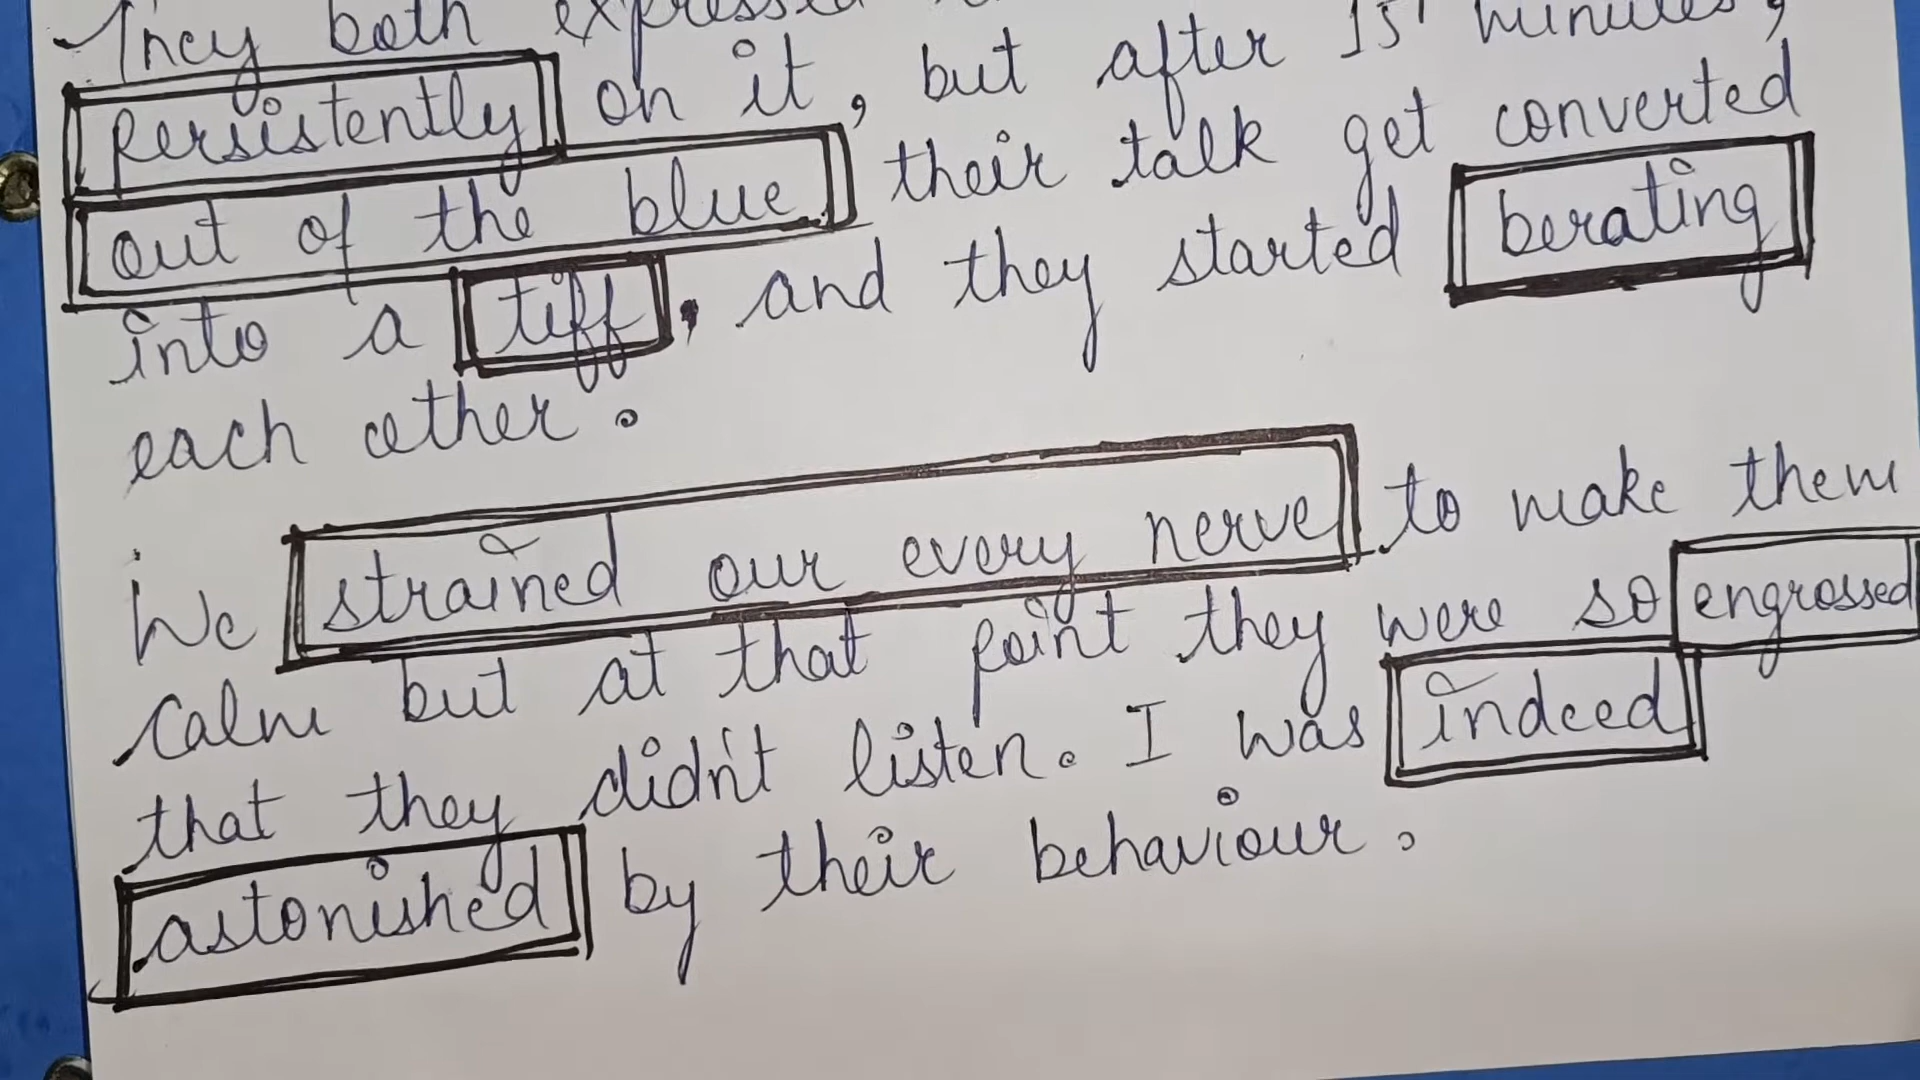 They both expressed
persistently on it, but after 15 minutes,
out of the blue, their talk get converted
into a tiff, and they started berating
each other.
We strained our every nerve to make them
calm but at that point they were so engrossed
that they didn't listen. I was indeed
astonished by their behaviour.